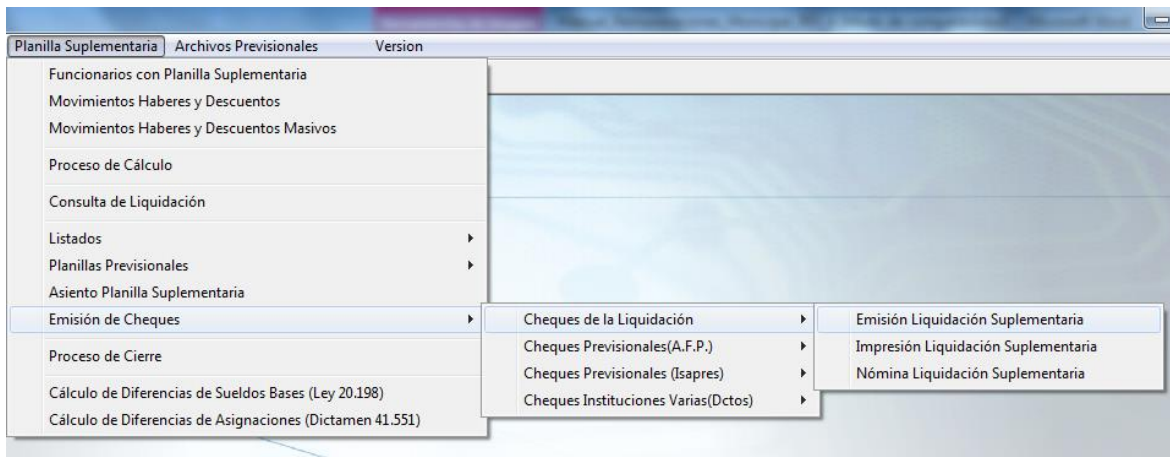 Planilla Suplementaria Archivos Previsionales Version
Funcionarios con Planilla Suplementaria
Movimientos Haberes y Descuentos
Movimientos Haberes y Descuentos Masivos
Proceso de Cálculo
Consulta de Liquidación
Listados
Planillas Previsionales
Asiento Planilla Suplementaria
Emisión de Cheques
Proceso de Cierre
Cálculo de Diferencias de Sueldos Bases (Ley 20.198)
Cálculo de Diferencias de Asignaciones (Dictamen 41.551)
Cheques de la Liquidación
Cheques Previsionales(A.F.P.)
Cheques Previsionales (Isapres)
Cheques Instituciones Varias(Dctos)
Emisión Liquidación Suplementaria
Impresión Liquidación Suplementaria
Nómina Liquidación Suplementaria